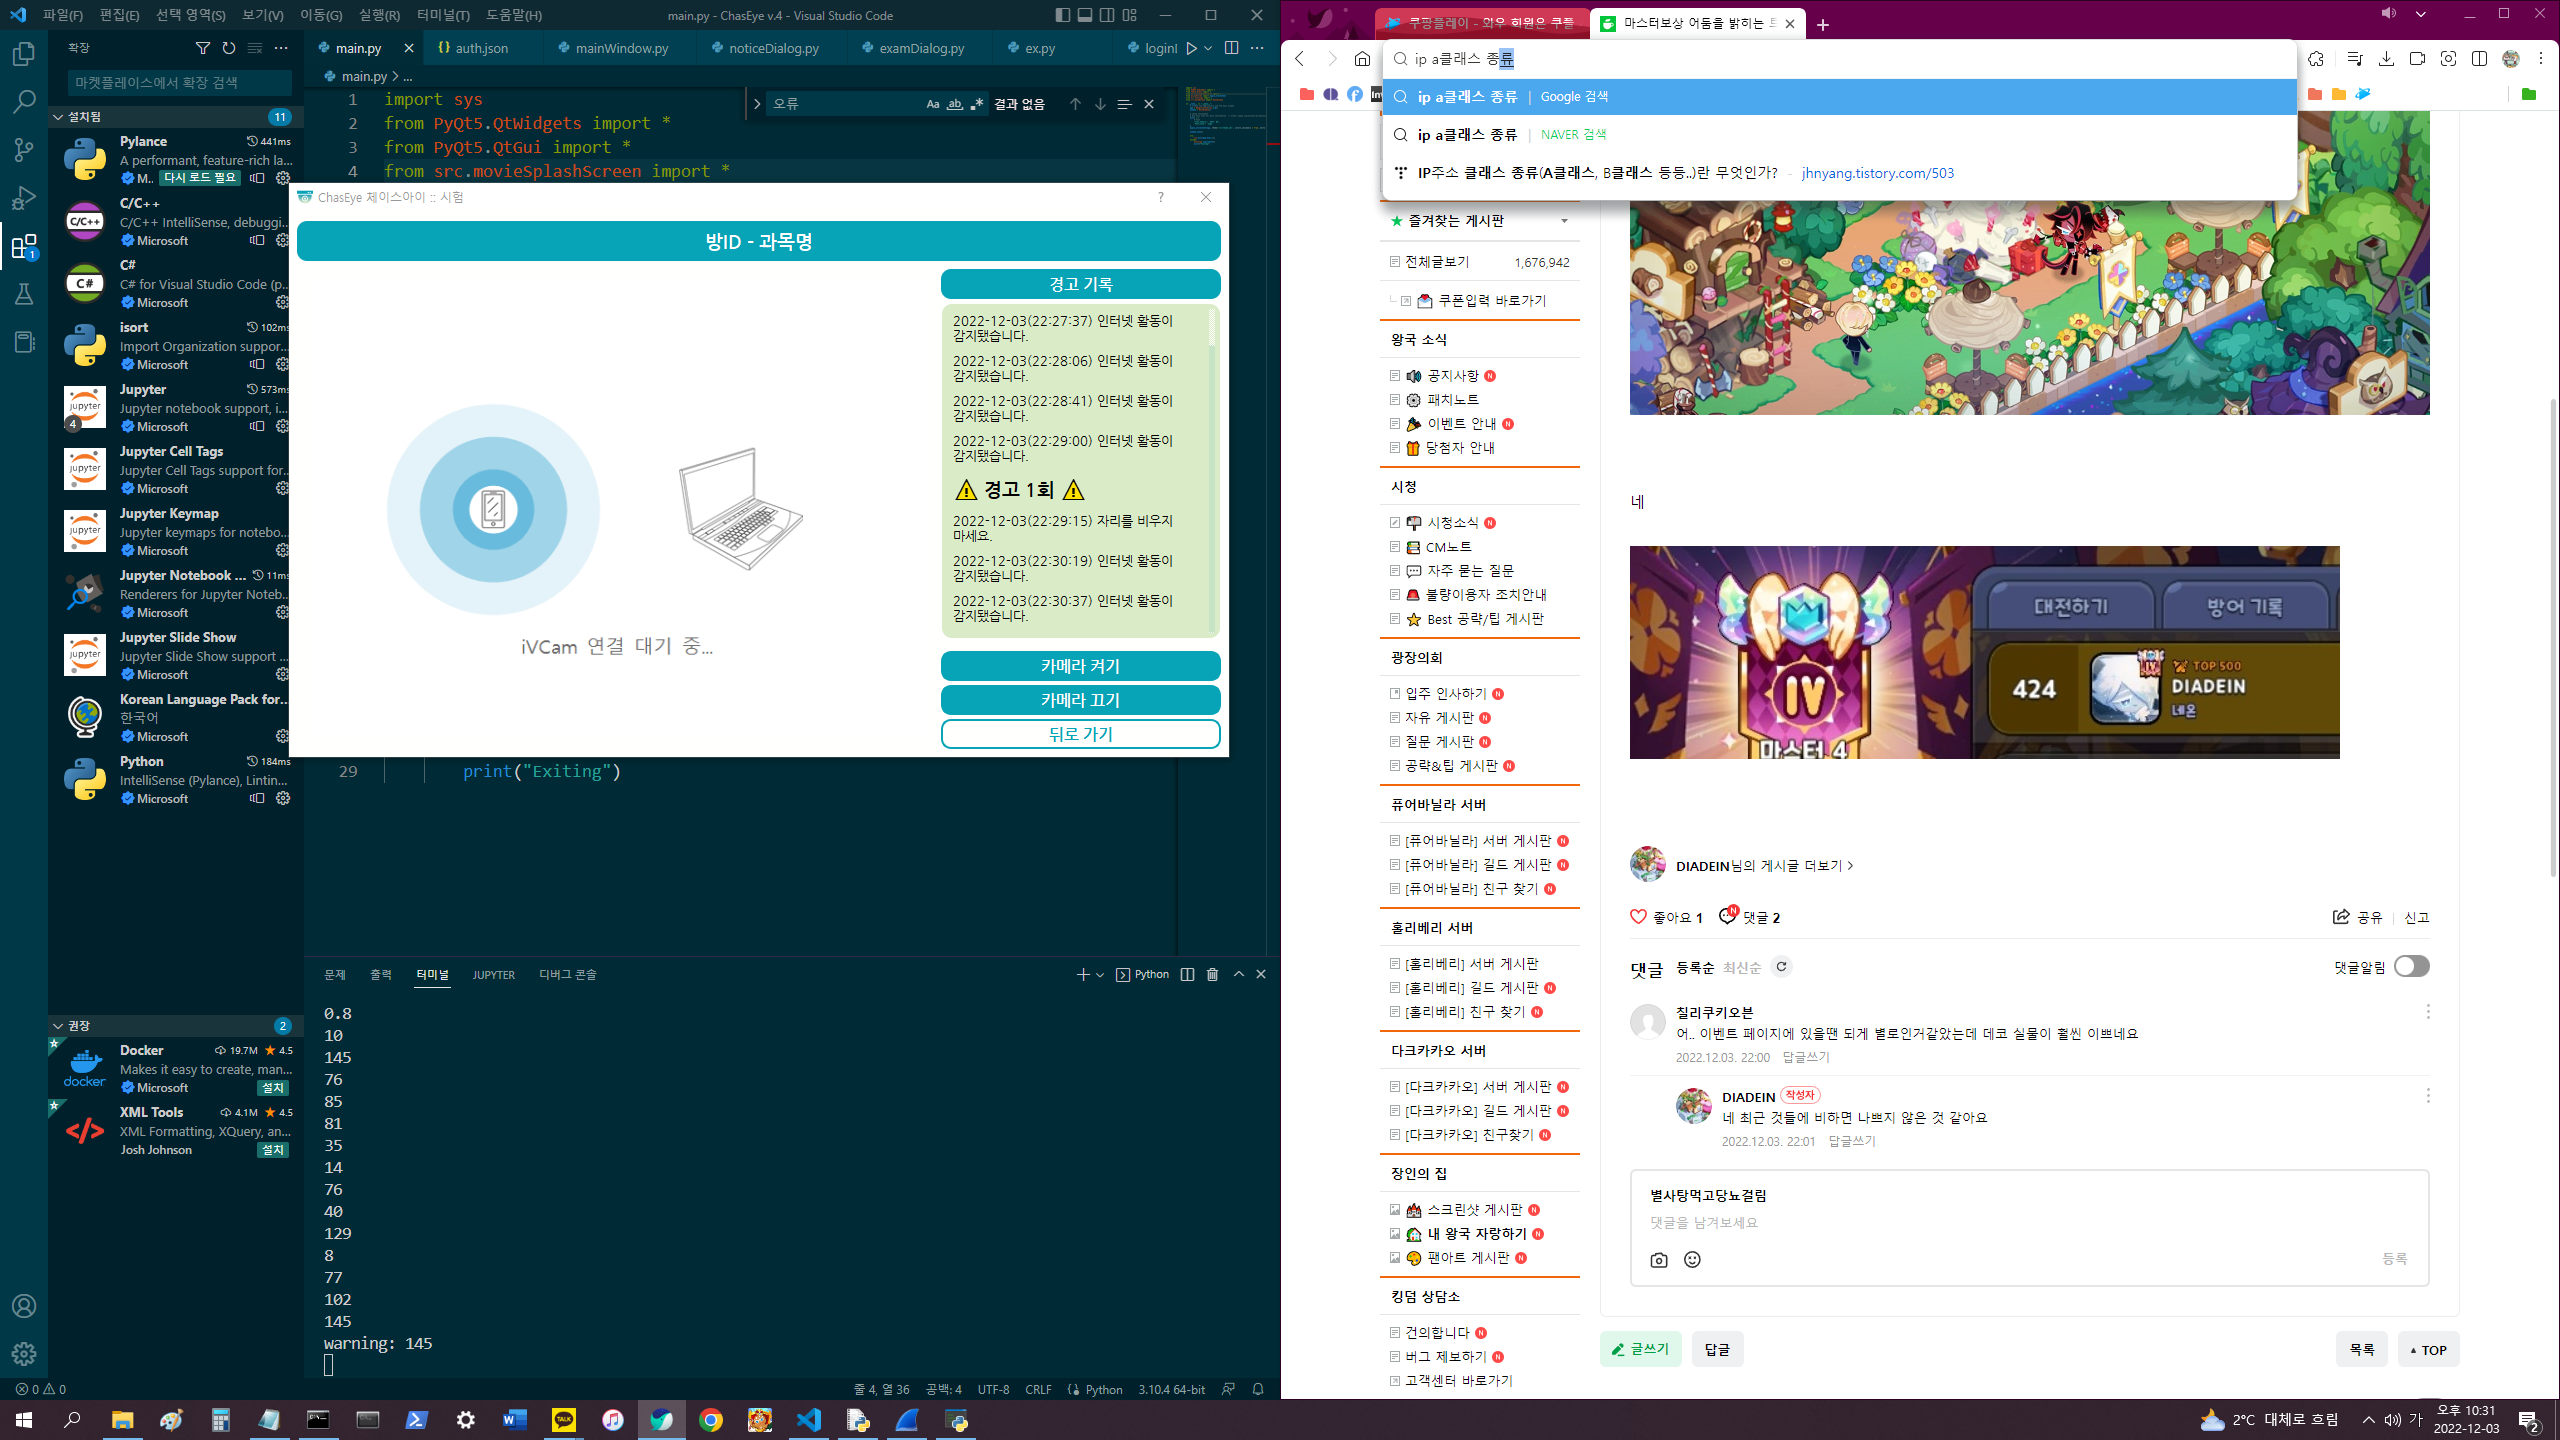 파일(F) 편집(E) 선택 영역(S) 보기(V) 이동(G) 실행(R) 터미널(T) 도움말(H)
main.py - ChasEye v.4 - Visual Studio Code
확장
마켓플레이스에서 확장 검색
설치됨 11
Pylance 441ms
A performant, feature-rich la...
M.. 다시 로드 필요
C/C++
C/C++ IntelliSense, debuggi...
Microsoft
C#
C# for Visual Studio Code (p...
Microsoft
isort 102ms
Import Organization suppor...
Microsoft
Jupyter 573ms
Jupyter notebook support, i...
4 Microsoft
Jupyter Cell Tags
Jupyter Cell Tags support for...
Microsoft
Jupyter Keymap
Jupyter keymaps for notebo...
Microsoft
Jupyter Notebook ... 11ms
Renderers for Jupyter Noteb...
Microsoft
Jupyter Slide Show
Jupyter Slide Show support ...
Microsoft
Korean Language Pack for...
한국어
Microsoft
Python 184ms
IntelliSense (Pylance), Lintin...
Microsoft
권장 2
Docker 19.7M 4.5
Makes it easy to create, man...
Microsoft 설치
XML Tools 4.1M 4.5
XML Formatting, XQuery, an...
Josh Johnson 설치
main.py auth.json mainWindow.py noticeDialog.py examDialog.py ex.py loginI
main.py > ...
오류 Aa ab 결과 없음
1 import sys
2 from PyQt5.QtWidgets import *
3 from PyQt5.QtGui import *
4 from src.movieSplashScreen import *
29 print("Exiting")
ChasEye 체이스아이 :: 시험
방ID - 과목명
경고 기록
2022-12-03(22:27:37) 인터넷 활동이
감지됐습니다.
2022-12-03(22:28:06) 인터넷 활동이
감지됐습니다.
2022-12-03(22:28:41) 인터넷 활동이
감지됐습니다.
2022-12-03(22:29:00) 인터넷 활동이
감지됐습니다.
⚠ 경고 1회 ⚠
2022-12-03(22:29:15) 자리를 비우지
마세요.
2022-12-03(22:30:19) 인터넷 활동이
감지됐습니다.
2022-12-03(22:30:37) 인터넷 활동이
감지됐습니다.
iVCam 연결 대기 중...
카메라 켜기
카메라 끄기
뒤로 가기
문제 출력 터미널 JUPYTER 디버그 콘솔
Python
0.8
10
145
76
85
81
35
14
76
40
129
8
77
102
145
warning: 145
0 0
줄 4, 열 36 공백: 4 UTF-8 CRLF Python 3.10.4 64-bit
쿠팡플레이 - 와우 회원은 쿠플
마스터보상 어둠을 밝히는 트
ip a클래스 종류
ip a클래스 종류 | Google 검색
ip a클래스 종류 | NAVER 검색
IP주소 클래스 종류(A클래스, B클래스 등등..)란 무엇인가? - jhnyang.tistory.com/503
즐겨찾는 게시판
전체글보기 1,676,942
쿠폰입력 바로가기
왕국 소식
공지사항 N
패치노트
이벤트 안내 N
당첨자 안내
시청
시청소식 N
CM노트
자주 묻는 질문
불량이용자 조치안내
Best 공략/팁 게시판
광장의회
입주 인사하기 N
자유 게시판 N
질문 게시판 N
공략&팁 게시판 N
퓨어바닐라 서버
[퓨어바닐라] 서버 게시판 N
[퓨어바닐라] 길드 게시판 N
[퓨어바닐라] 친구 찾기 N
홀리베리 서버
[홀리베리] 서버 게시판
[홀리베리] 길드 게시판 N
[홀리베리] 친구 찾기 N
다크카카오 서버
[다크카카오] 서버 게시판 N
[다크카카오] 길드 게시판 N
[다크카카오] 친구찾기 N
장인의 집
스크린샷 게시판 N
내 왕국 자랑하기 N
팬아트 게시판 N
킹덤 상담소
건의합니다 N
버그 제보하기 N
고객센터 바로가기
네
대전하기 방어 기록
IV
마스터 4
424
TOP 500
DIADEIN
네온
DIADEIN님의 게시글 더보기 >
좋아요 1 댓글 2
공유 신고
댓글 등록순 최신순
댓글알림
칠리쿠키오븐
어.. 이벤트 페이지에 있을땐 되게 별로인거같았는데 데코 실물이 훨씬 이쁘네요
2022.12.03. 22:00 답글쓰기
DIADEIN 작성자
네 최근 것들에 비하면 나쁘지 않은 것 같아요
2022.12.03. 22:01 답글쓰기
별사탕먹고당뇨걸림
댓글을 남겨보세요
등록
글쓰기 답글
목록 TOP
TALK
2°C 대체로 흐림
가
오후 10:31
2022-12-03
2